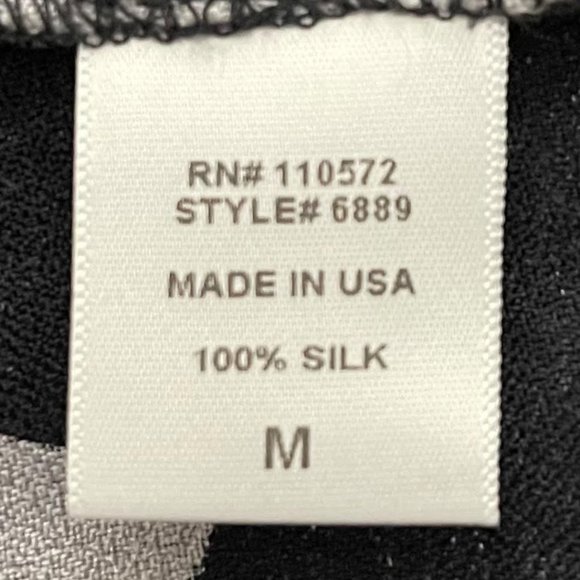 RN# 110572
STYLE# 6889
MADE IN USA
100% SILK
M